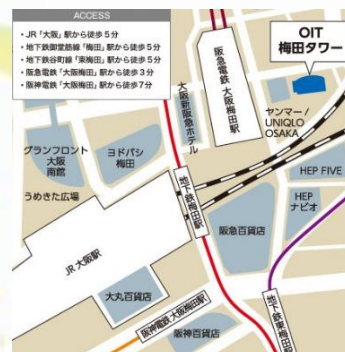 ACCESS
・JR「大阪」駅から徒歩5分
・地下鉄御堂筋線「梅田」駅から徒歩5分
・地下鉄谷町線「東梅田」駅から徒歩5分
・阪急電鉄「大阪梅田」駅から徒歩3分
・阪神電鉄「大阪梅田」駅から徒歩7分
OIT
梅田タワー
阪急電鉄 大阪梅田駅
大阪新阪急ホテル
ヤンマー/
UNIQLO
OSAKA
グランフロント
大阪
南館
ヨドバシ
梅田
うめきた広場
地下鉄梅田駅
HEP FIVE
HEP
ナビオ
阪急百貨店
JR 大阪駅
大丸百貨店
阪神電鉄 大阪梅田駅
阪神百貨店
地下鉄東梅田駅